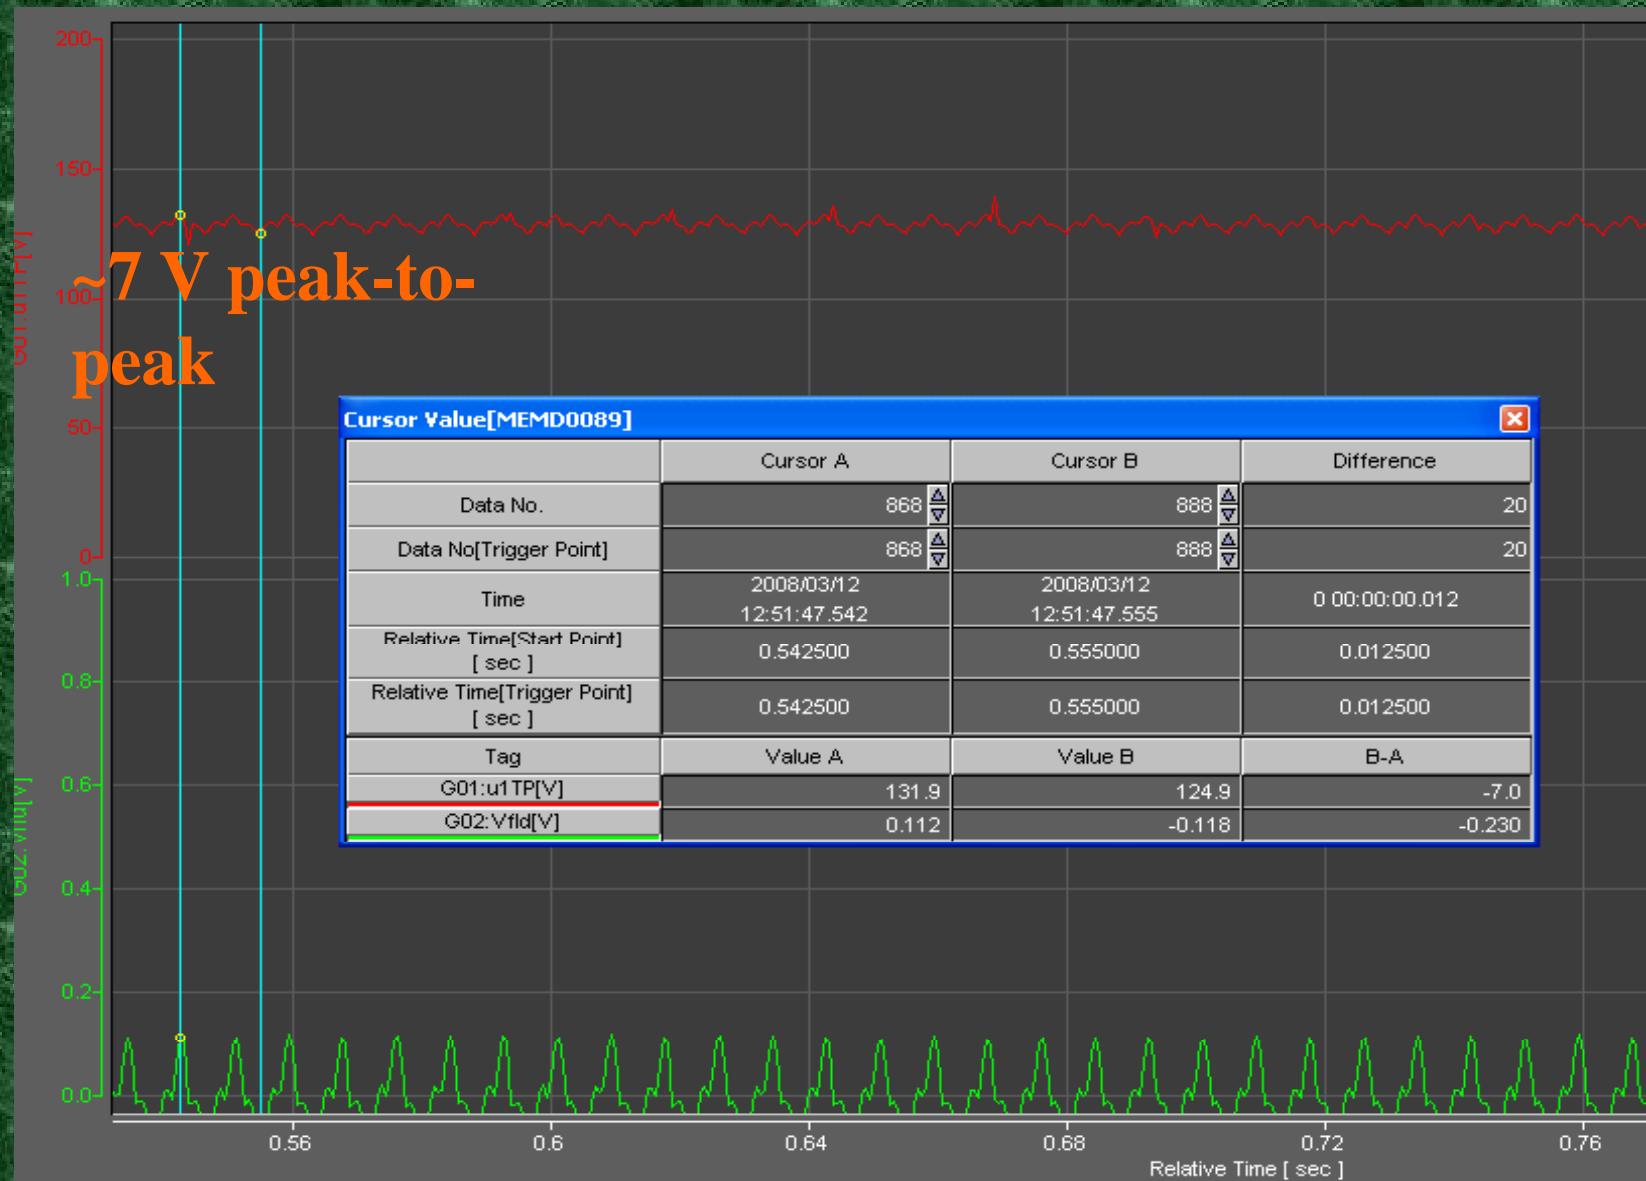 200
150
100
50
0
G01:u1TP[V]
~7 V peak-to-
peak
1.0
0.8
0.6
0.4
0.2
0.0
G02:Vfld[V]
Cursor Value[MEMD0089]
Cursor A Cursor B Difference
Data No. 868 888 20
Data No[Trigger Point] 868 888 20
Time 2008/03/12 12:51:47.542 2008/03/12 12:51:47.555 0 00:00:00.012
Relative Time[Start Point] [ sec ] 0.542500 0.555000 0.012500
Relative Time[Trigger Point] [ sec ] 0.542500 0.555000 0.012500
Tag Value A Value B B-A
G01:u1TP[V] 131.9 124.9 -7.0
G02:Vfld[V] 0.112 -0.118 -0.230
0.56 0.6 0.64 0.68 0.72 0.76
Relative Time [ sec ]